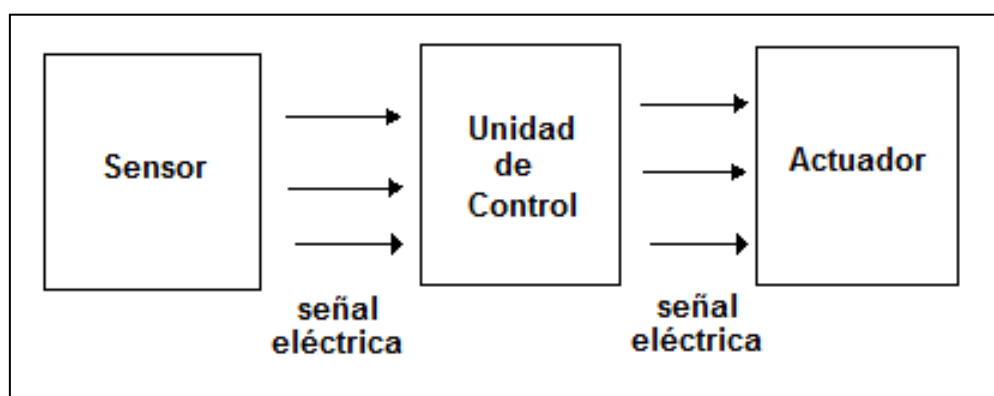 Sensor
Unidad
de
Control
Actuador
señal
eléctrica
señal
eléctrica